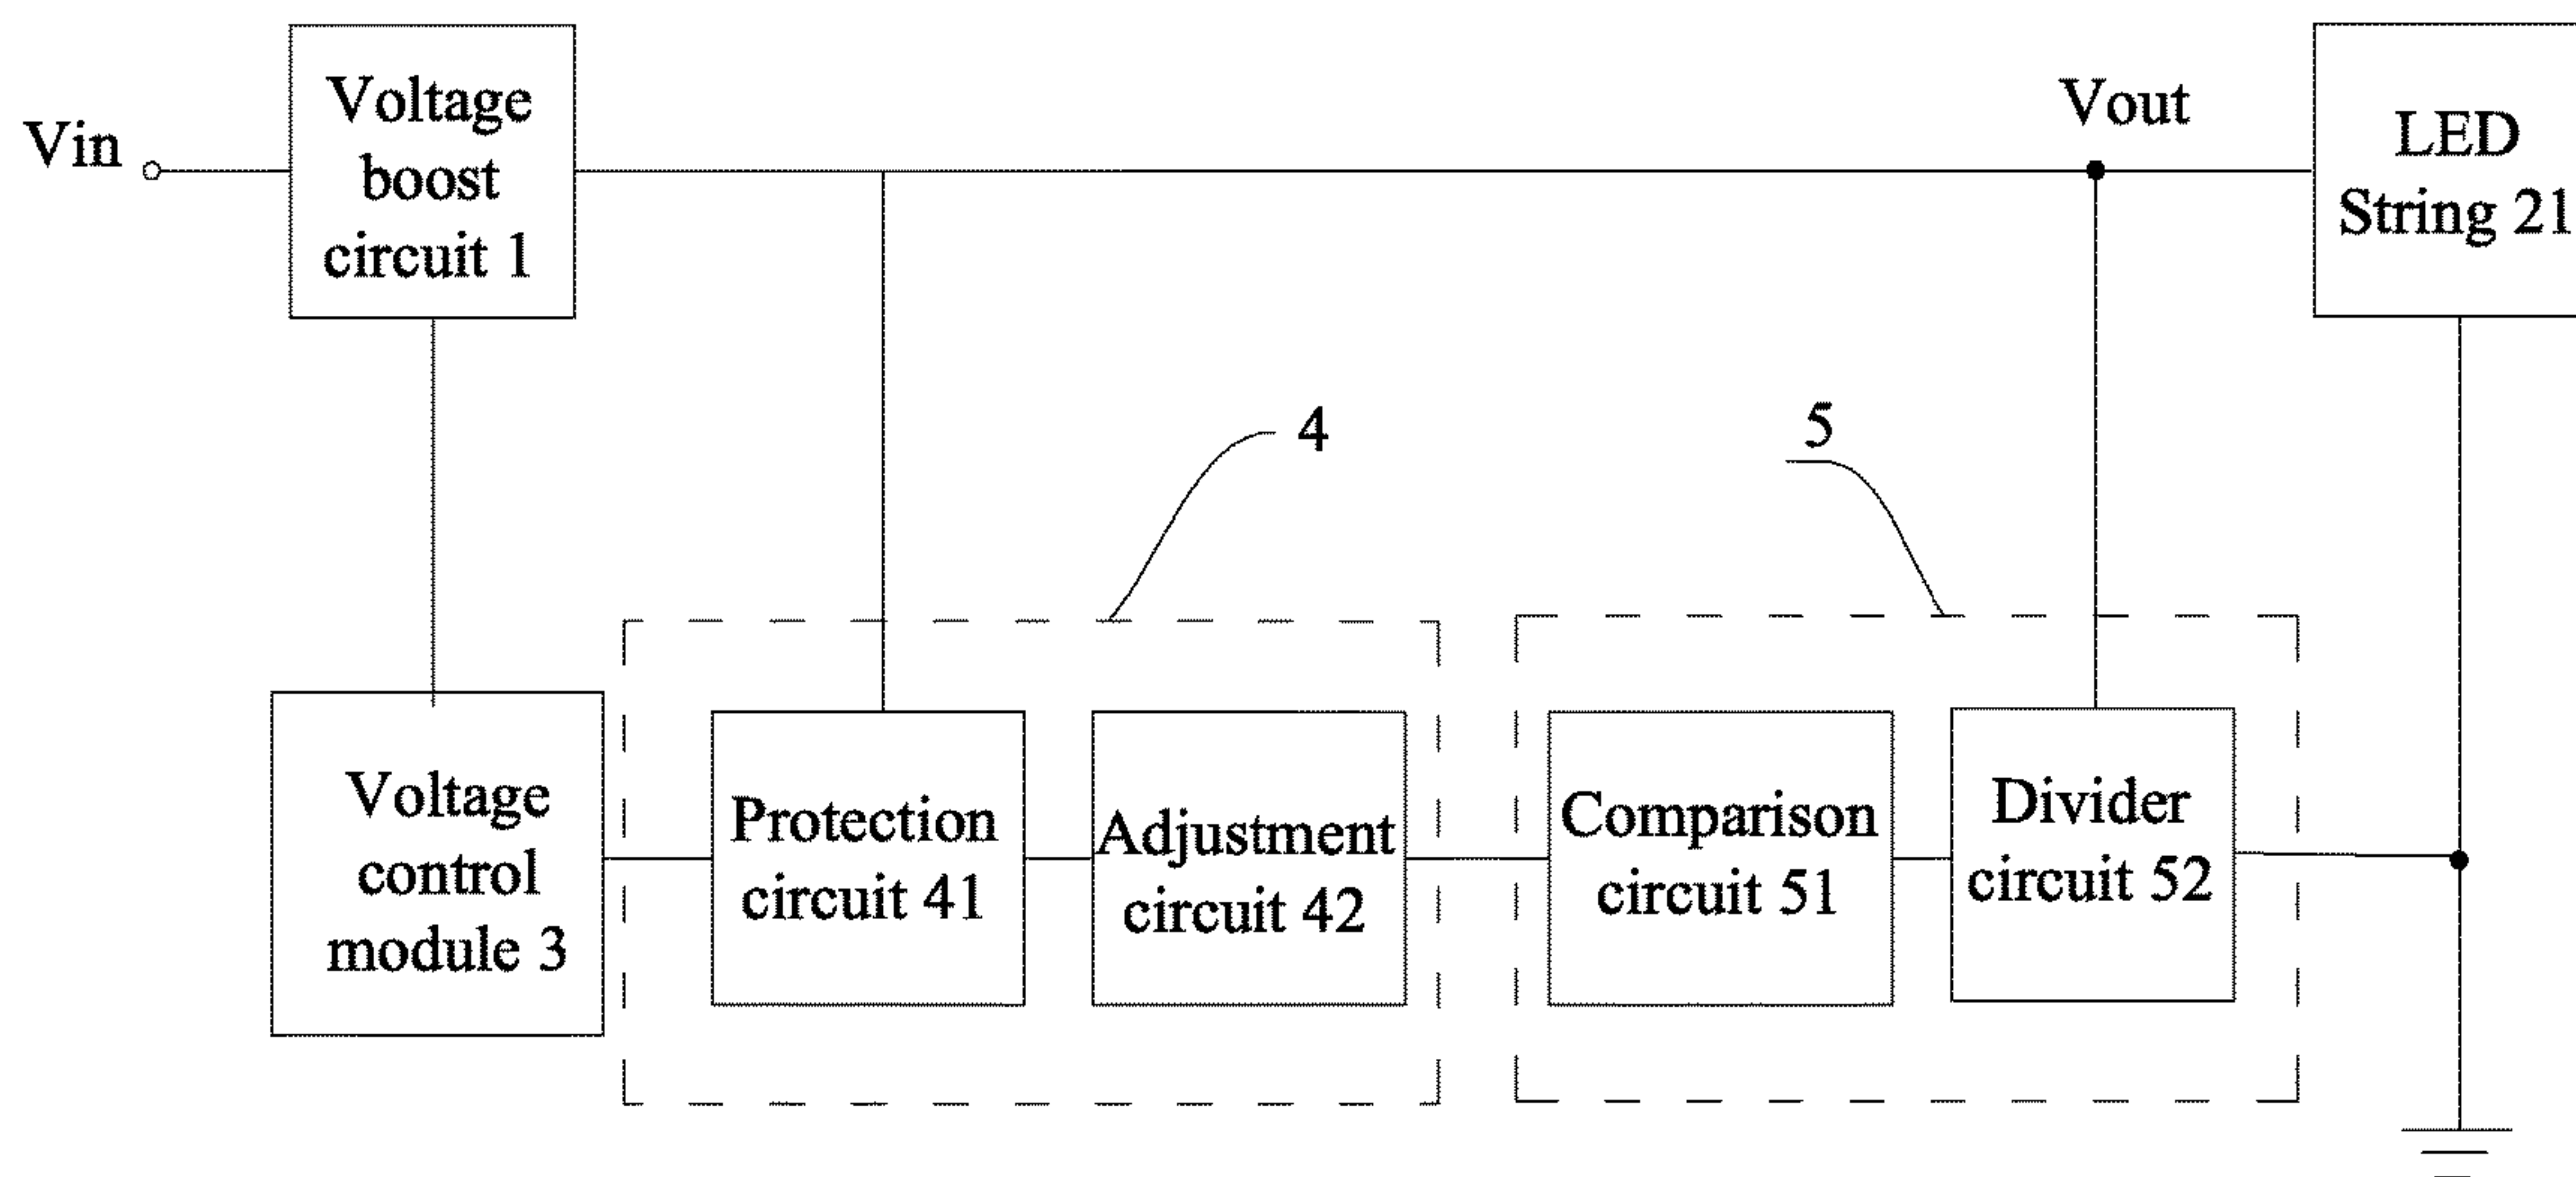 Vin
Voltage
boost
circuit 1
Vout
LED
String 21
4
5
Voltage
control
module 3
Protection
circuit 41
Adjustment
circuit 42
Comparison
circuit 51
Divider
circuit 52